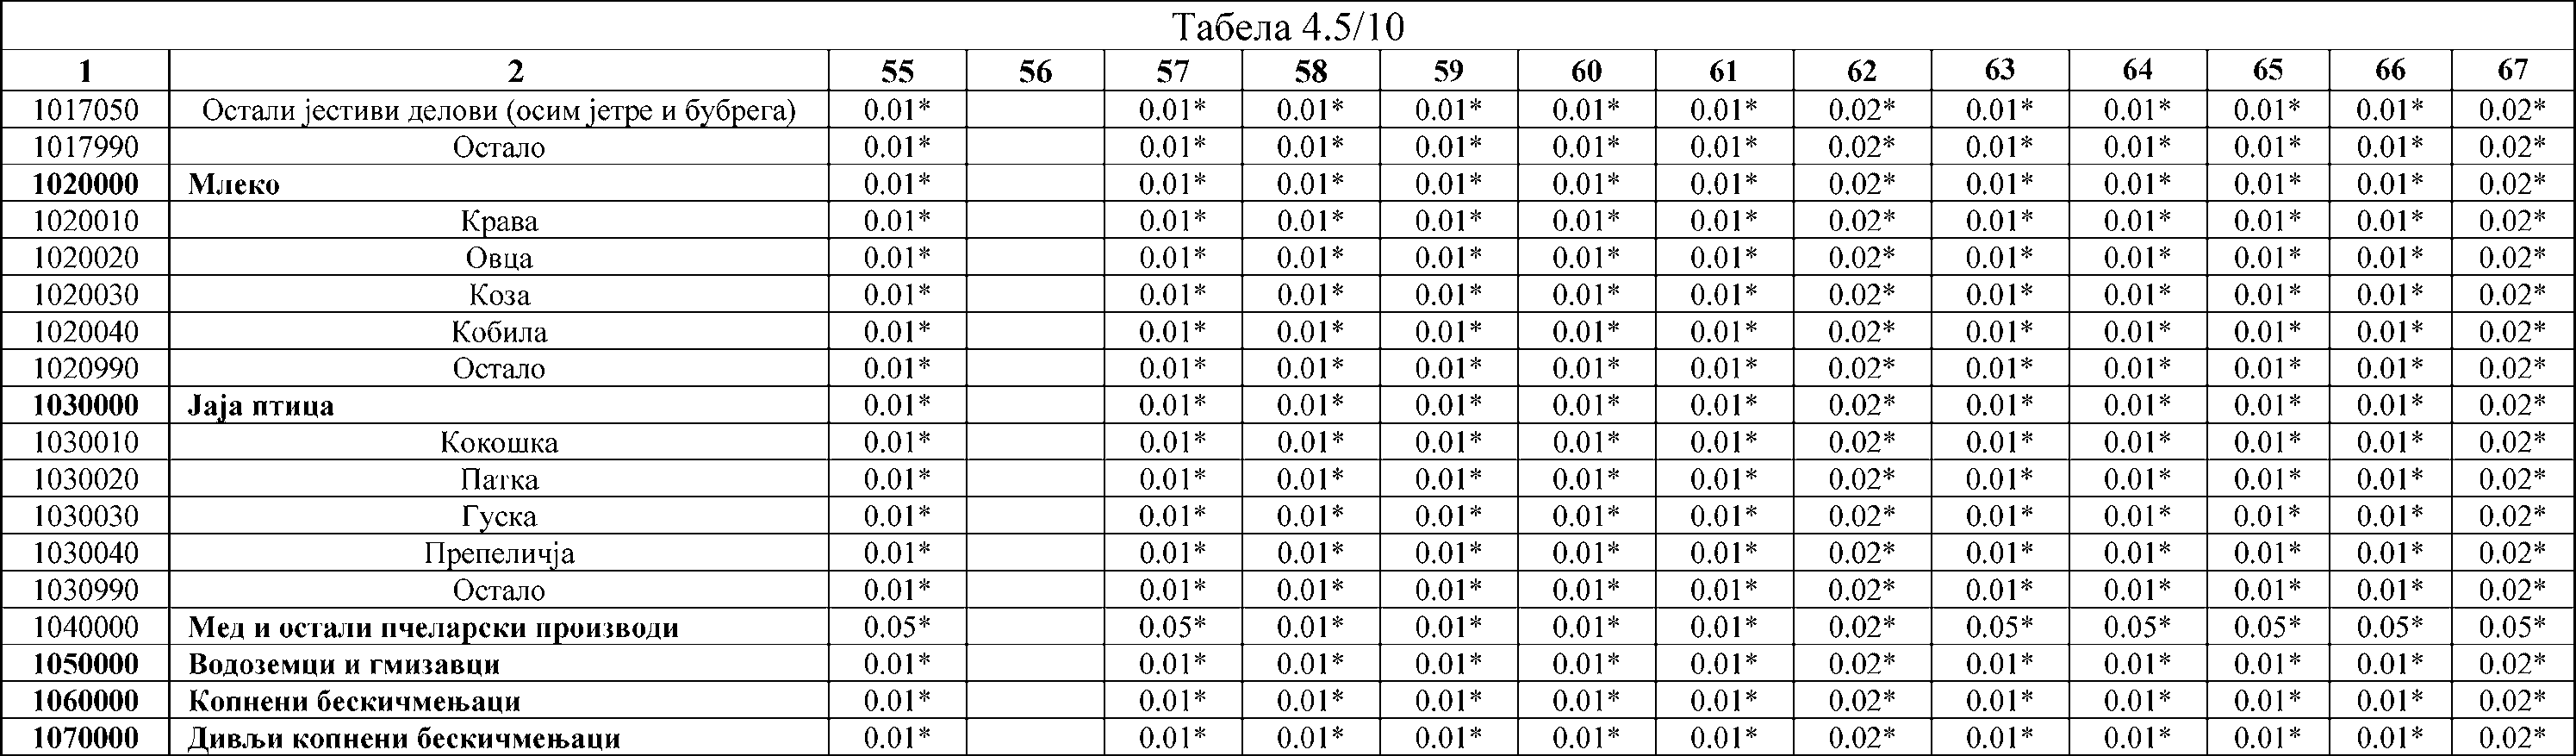 Табела 4.5/10
1 2 55 56 57 58 59 60 61 62 63 64 65 66 67
1017050 Остали јестиви делови (осим јетре и бубрега) 0.01* 0.01* 0.01* 0.01* 0.01* 0.01* 0.02* 0.01* 0.01* 0.01* 0.01* 0.02*
1017990 Остало 0.01* 0.01* 0.01* 0.01* 0.01* 0.01* 0.02* 0.01* 0.01* 0.01* 0.01* 0.02*
1020000 Млеко 0.01* 0.01* 0.01* 0.01* 0.01* 0.01* 0.02* 0.01* 0.01* 0.01* 0.01* 0.02*
1020010 Крава 0.01* 0.01* 0.01* 0.01* 0.01* 0.01* 0.02* 0.01* 0.01* 0.01* 0.01* 0.02*
1020020 Овца 0.01* 0.01* 0.01* 0.01* 0.01* 0.01* 0.02* 0.01* 0.01* 0.01* 0.01* 0.02*
1020030 Коза 0.01* 0.01* 0.01* 0.01* 0.01* 0.01* 0.02* 0.01* 0.01* 0.01* 0.01* 0.02*
1020040 Кобила 0.01* 0.01* 0.01* 0.01* 0.01* 0.01* 0.02* 0.01* 0.01* 0.01* 0.01* 0.02*
1020990 Остало 0.01* 0.01* 0.01* 0.01* 0.01* 0.01* 0.02* 0.01* 0.01* 0.01* 0.01* 0.02*
1030000 Јаја птица 0.01* 0.01* 0.01* 0.01* 0.01* 0.01* 0.02* 0.01* 0.01* 0.01* 0.01* 0.02*
1030010 Кокошка 0.01* 0.01* 0.01* 0.01* 0.01* 0.01* 0.02* 0.01* 0.01* 0.01* 0.01* 0.02*
1030020 Патка 0.01* 0.01* 0.01* 0.01* 0.01* 0.01* 0.02* 0.01* 0.01* 0.01* 0.01* 0.02*
1030030 Гуска 0.01* 0.01* 0.01* 0.01* 0.01* 0.01* 0.02* 0.01* 0.01* 0.01* 0.01* 0.02*
1030040 Препеличја 0.01* 0.01* 0.01* 0.01* 0.01* 0.01* 0.02* 0.01* 0.01* 0.01* 0.01* 0.02*
1030990 Остало 0.01* 0.01* 0.01* 0.01* 0.01* 0.01* 0.02* 0.01* 0.01* 0.01* 0.01* 0.02*
1040000 Мед и остали пчеларски производи 0.05* 0.05* 0.01* 0.01* 0.01* 0.01* 0.02* 0.05* 0.05* 0.05* 0.05* 0.05*
1050000 Водоземци и гмизавци 0.01* 0.01* 0.01* 0.01* 0.01* 0.01* 0.02* 0.01* 0.01* 0.01* 0.01* 0.02*
1060000 Копнени бескичмењаци 0.01* 0.01* 0.01* 0.01* 0.01* 0.01* 0.02* 0.01* 0.01* 0.01* 0.01* 0.02*
1070000 Дивљи копнени бескичмењаци 0.01* 0.01* 0.01* 0.01* 0.01* 0.01* 0.02* 0.01* 0.01* 0.01* 0.01* 0.02*